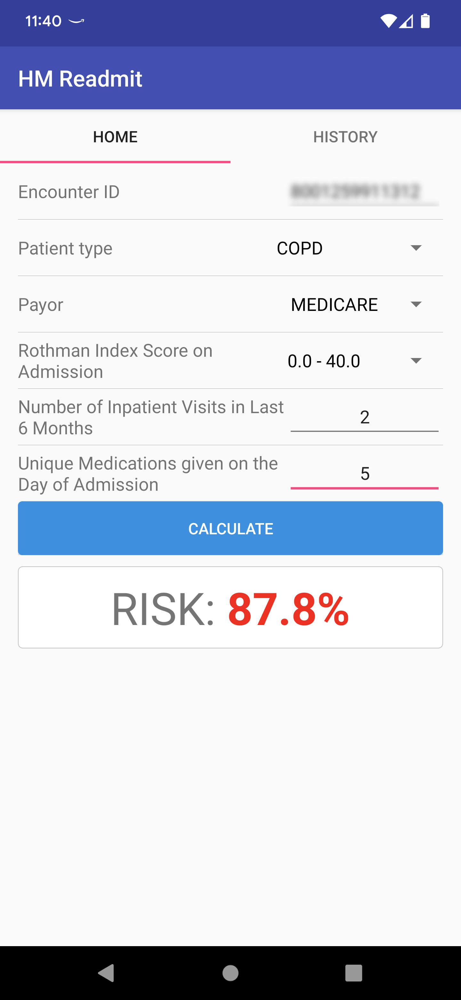 11:40
HM Readmit
HOME
HISTORY
Encounter ID
Patient type
COPD
Payor
MEDICARE
Rothman Index Score on
Admission
0.0 - 40.0
Number of Inpatient Visits in Last
6 Months
2
Unique Medications given on the
Day of Admission
5
CALCULATE
RISK: 87.8%